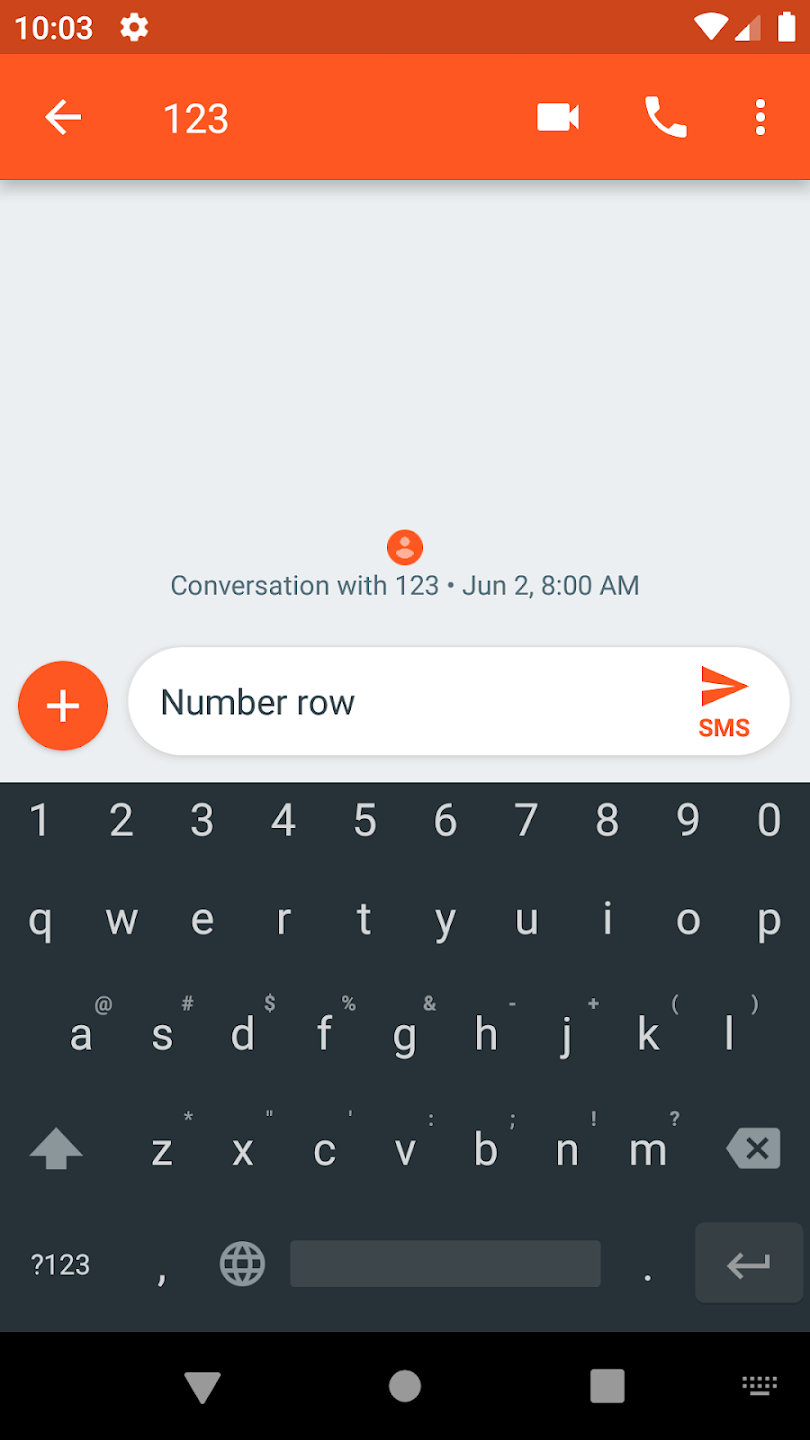 10:03
123
Conversation with 123 • Jun 2, 8:00 AM
Number row
SMS
1 2 3 4 5 6 7 8 9 0
q w e r t y u i o p
@ # $ % & - + ( )
a s d f g h j k l
* " ' : ; ! ?
z x c v b n m
?123 , .